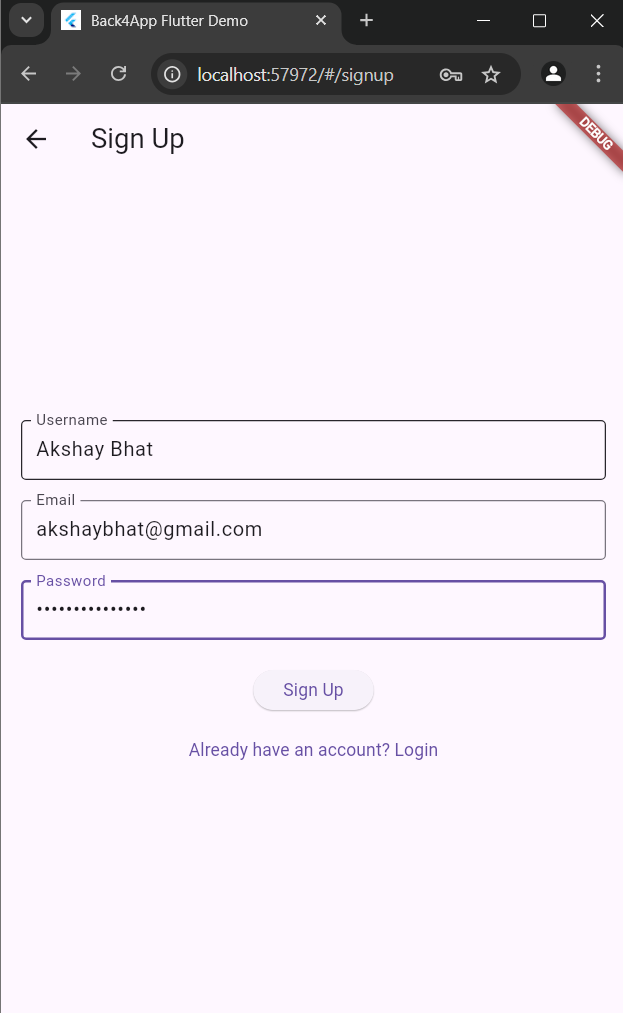 Back4App Flutter Demo
localhost:57972/#/signup
Sign Up
DEBUG
Username
Akshay Bhat
Email
akshaybhat@gmail.com
Password
•••••••••••••••
Sign Up
Already have an account? Login